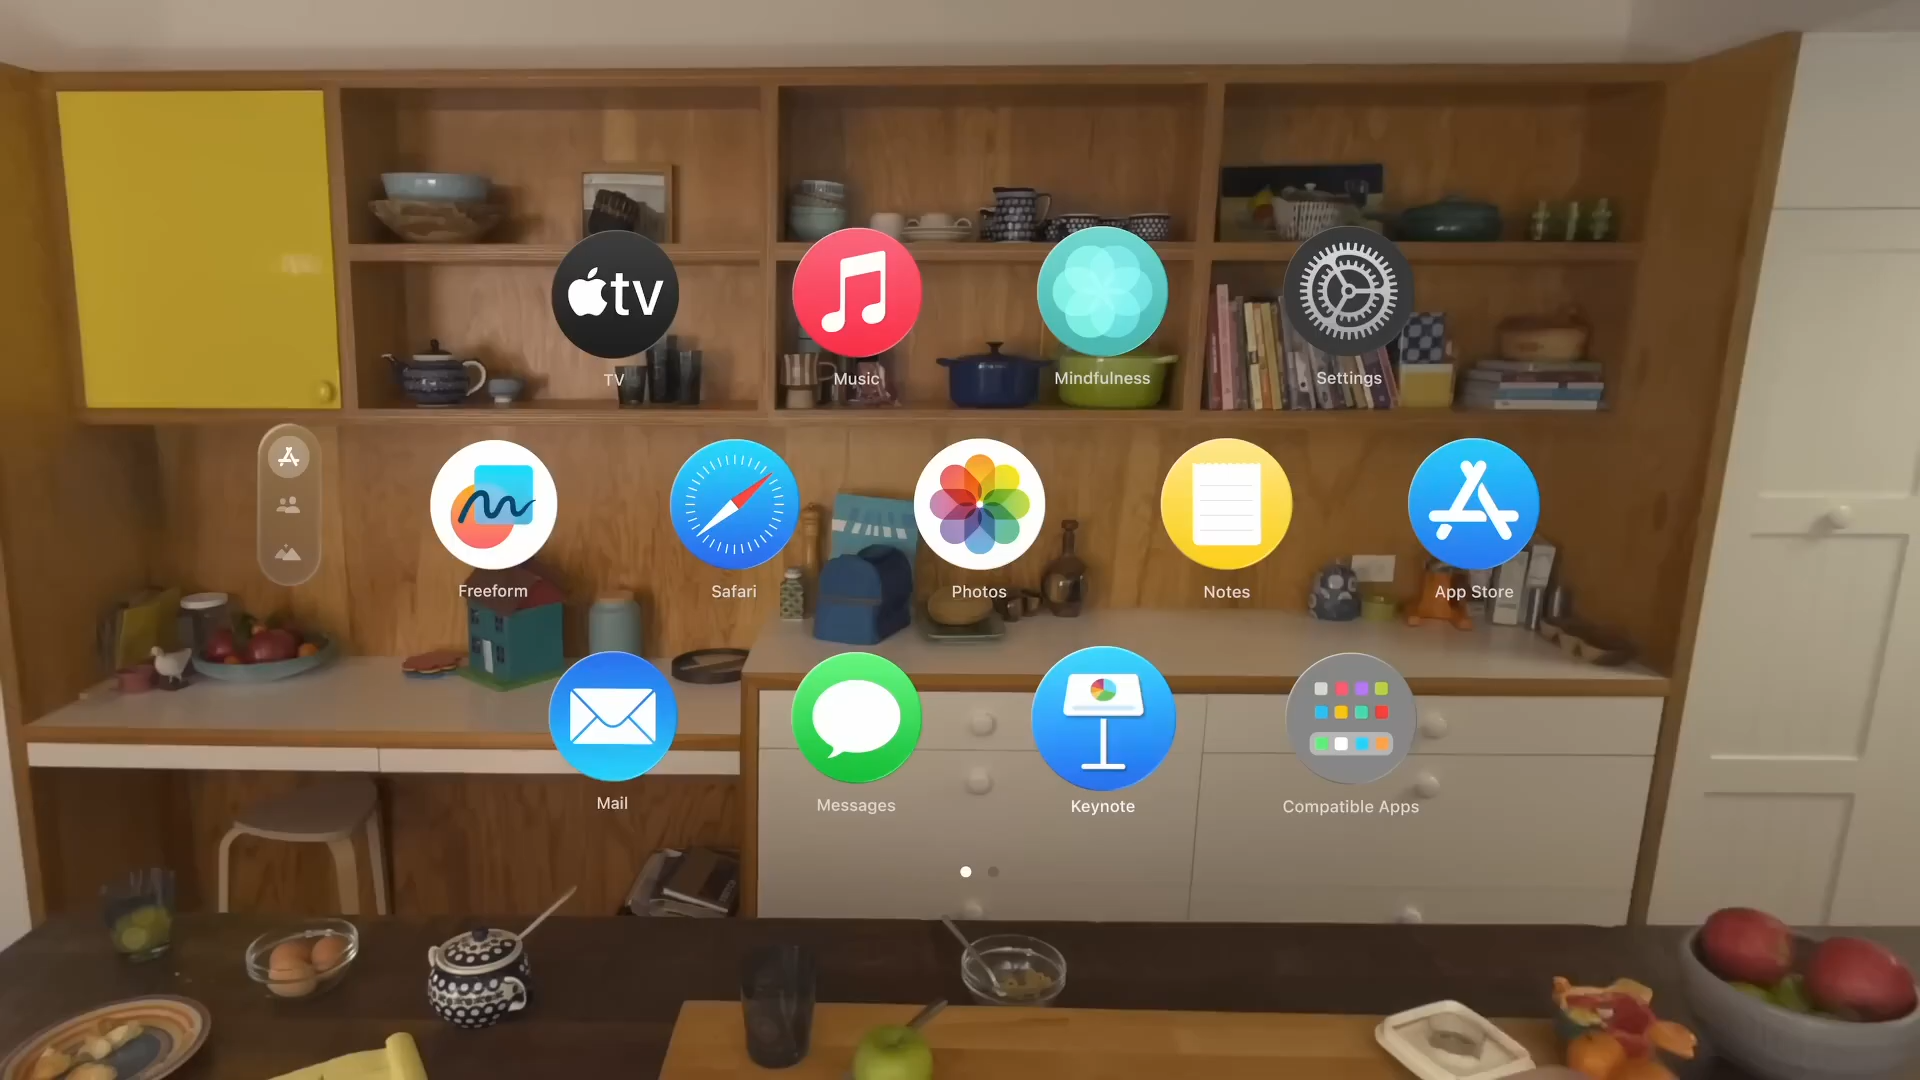 tv
TV
Music
Mindfulness
Settings
Freeform
Safari
Photos
Notes
App Store
Mail
Messages
Keynote
Compatible Apps